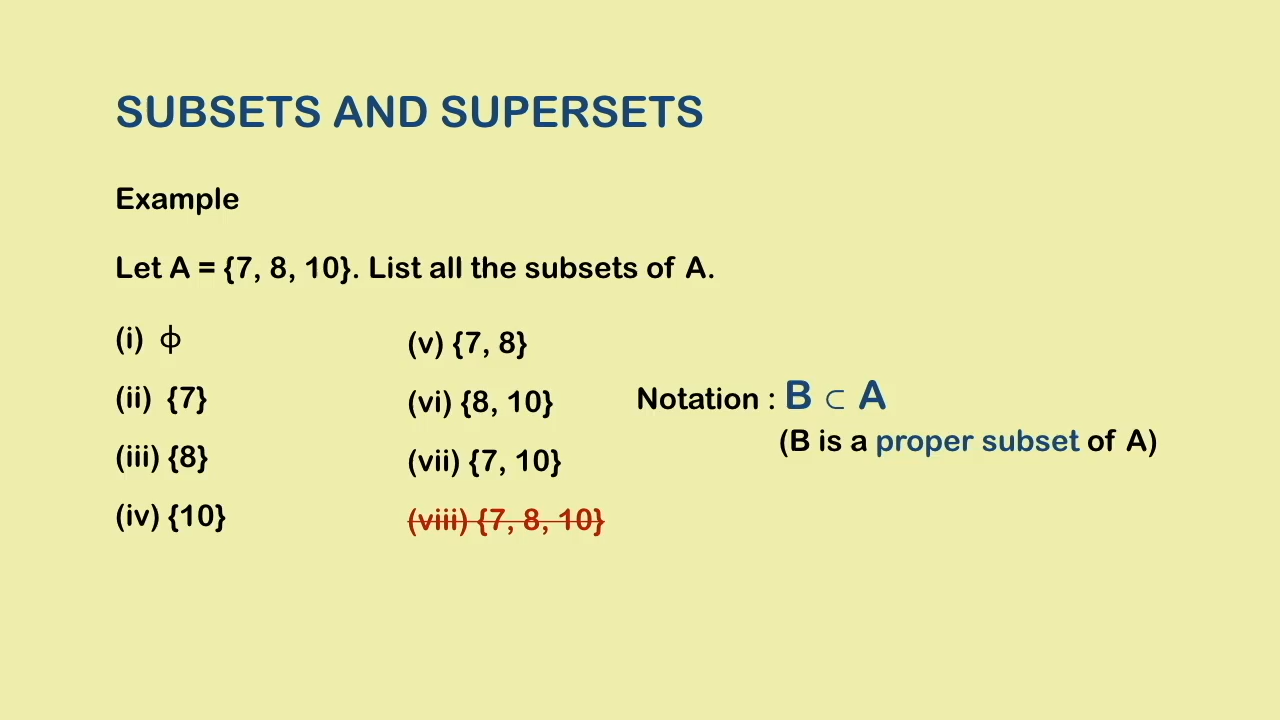 SUBSETS AND SUPERSETS
Example
Let A = {7, 8, 10}. List all the subsets of A.
(i) ϕ
(ii) {7}
(iii) {8}
(iv) {10}
(v) {7, 8}
(vi) {8, 10}
(vii) {7, 10}
(viii) {7, 8, 10}
Notation : B ⊂ A
(B is a proper subset of A)